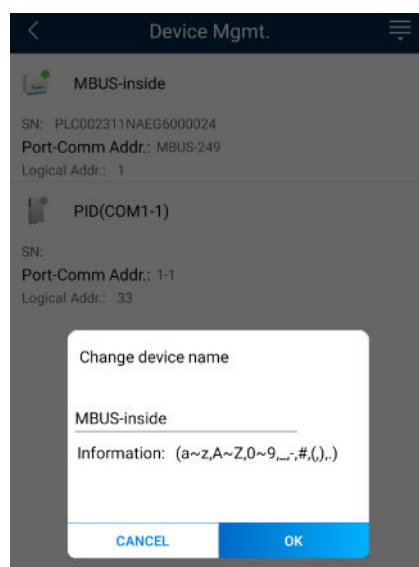 Device Mgmt.
MBUS-inside
SN: PLC002311NAEG6000024
Port-Comm Addr.: MBUS-249
Logical Addr.: 1
PID(COM1-1)
SN:
Port-Comm Addr.: 1-1
Logical Addr.: 33
Change device name
MBUS-inside
Information: (a~z,A~Z,0~9,_,-,#,(,),.)
CANCEL OK